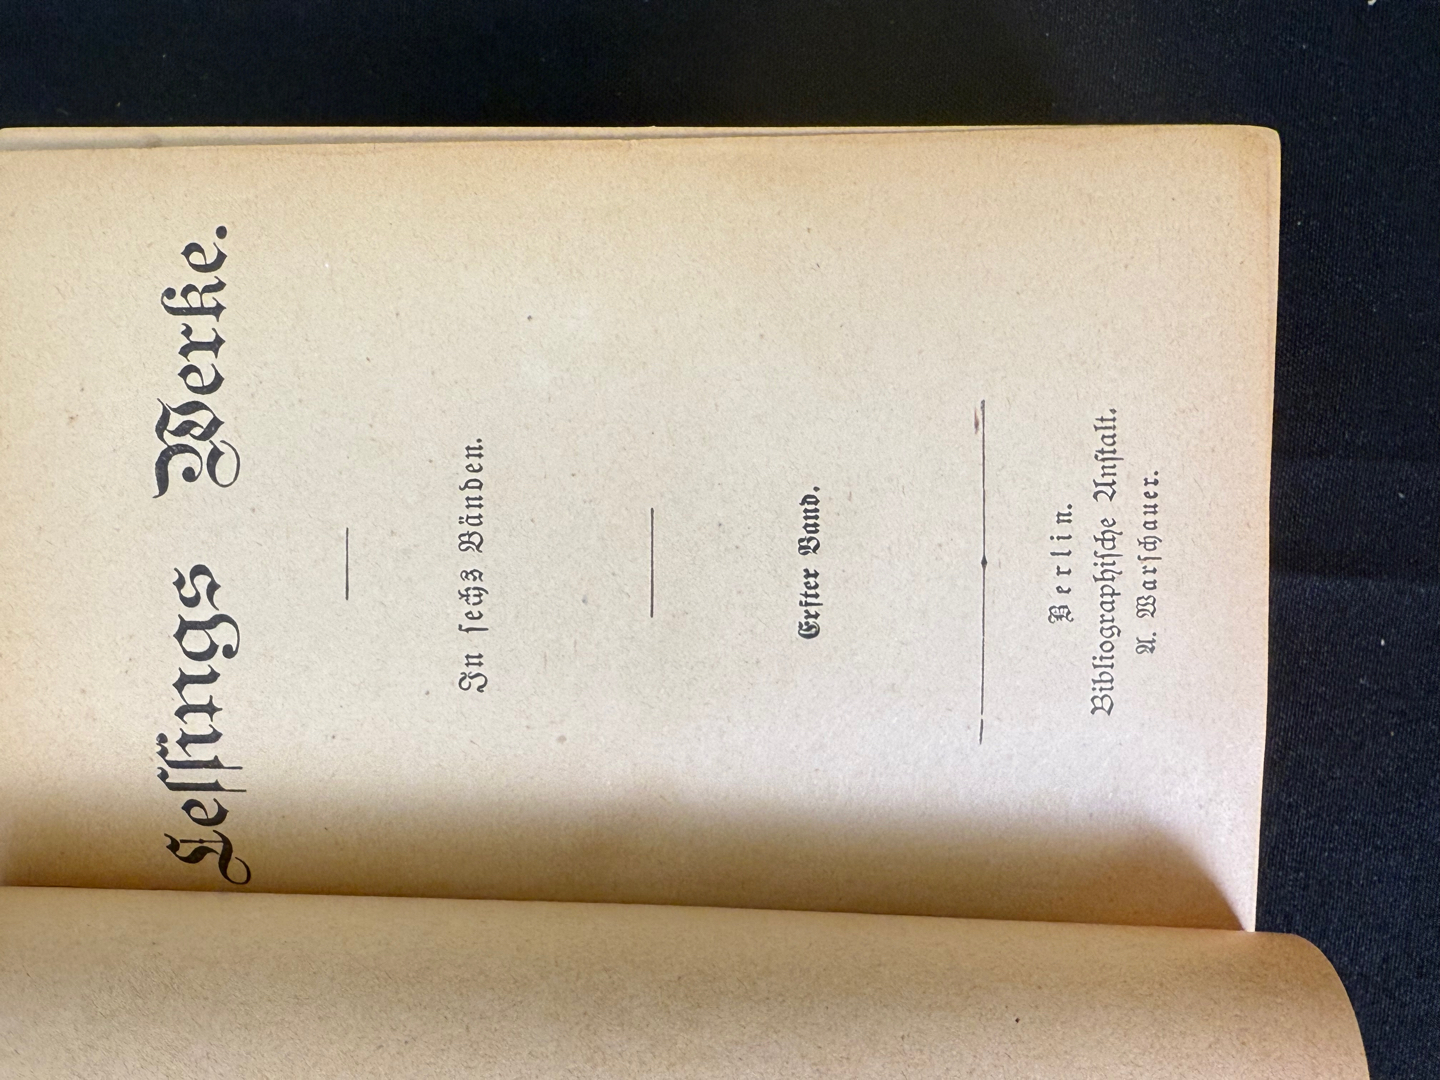 Leſſings Werke.
In ſechs Bänden.
Erſter Band.
Berlin.
Bibliographiſche Anſtalt.
A. Warſchauer.